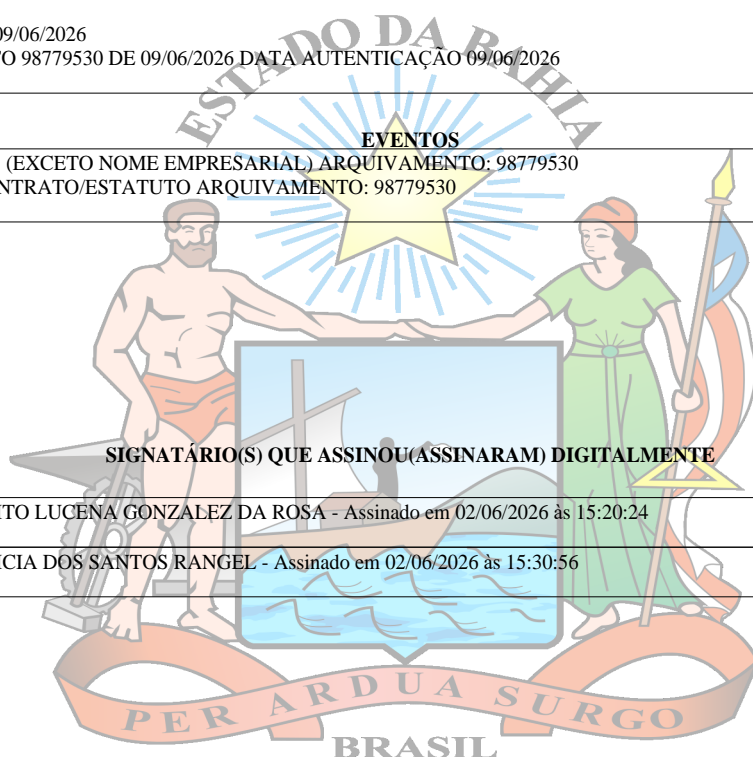 09/06/2026
O 98779530 DE 09/06/2026 DATA AUTENTICAÇÃO 09/06/2026
ESTADO DA BAHIA
EVENTOS
(EXCETO NOME EMPRESARIAL) ARQUIVAMENTO: 98779530
NTRATO/ESTATUTO ARQUIVAMENTO: 98779530
SIGNATÁRIO(S) QUE ASSINOU(ASSINARAM) DIGITALMENTE
TO LUCENA GONZALEZ DA ROSA - Assinado em 02/06/2026 às 15:20:24
ICIA DOS SANTOS RANGEL - Assinado em 02/06/2026 às 15:30:56
PER ARDUA SURGO
BRASIL